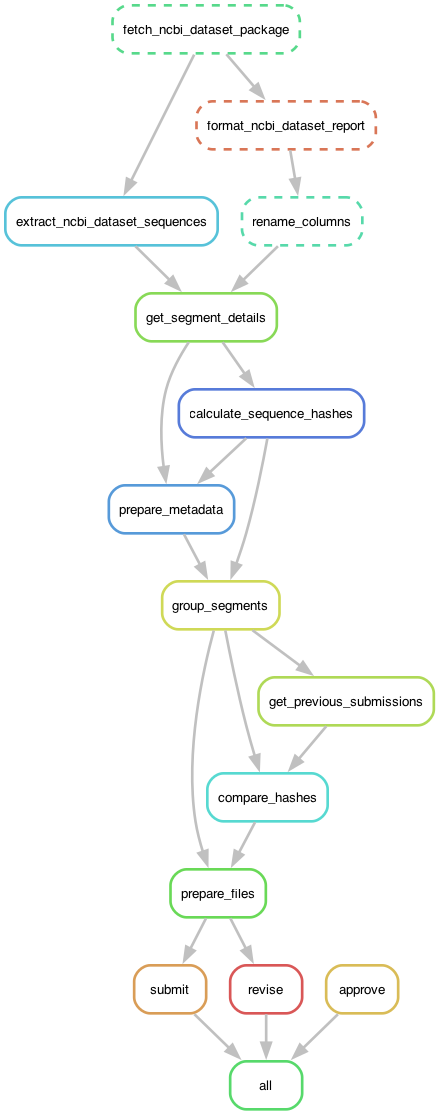 fetch_ncbi_dataset_package
format_ncbi_dataset_report
extract_ncbi_dataset_sequences
rename_columns
get_segment_details
calculate_sequence_hashes
prepare_metadata
group_segments
get_previous_submissions
compare_hashes
prepare_files
submit
revise
approve
all